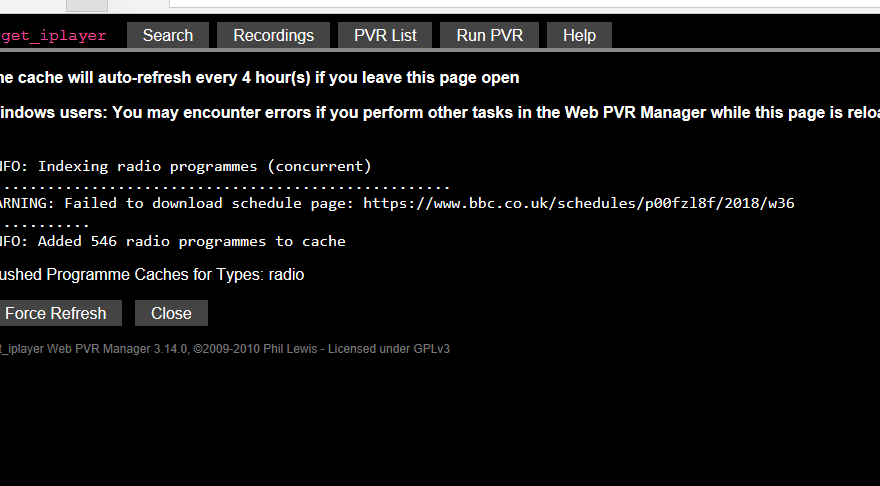 get_iplayer Search Recordings PVR List Run PVR Help
ne cache will auto-refresh every 4 hour(s) if you leave this page open
indows users: You may encounter errors if you perform other tasks in the Web PVR Manager while this page is reloa
NFO: Indexing radio programmes (concurrent)
..................................................
ARNING: Failed to download schedule page: https://www.bbc.co.uk/schedules/p00fzl8f/2018/w36
...........
NFO: Added 546 radio programmes to cache
ushed Programme Caches for Types: radio
Force Refresh Close
t_iplayer Web PVR Manager 3.14.0, ©2009-2010 Phil Lewis - Licensed under GPLv3